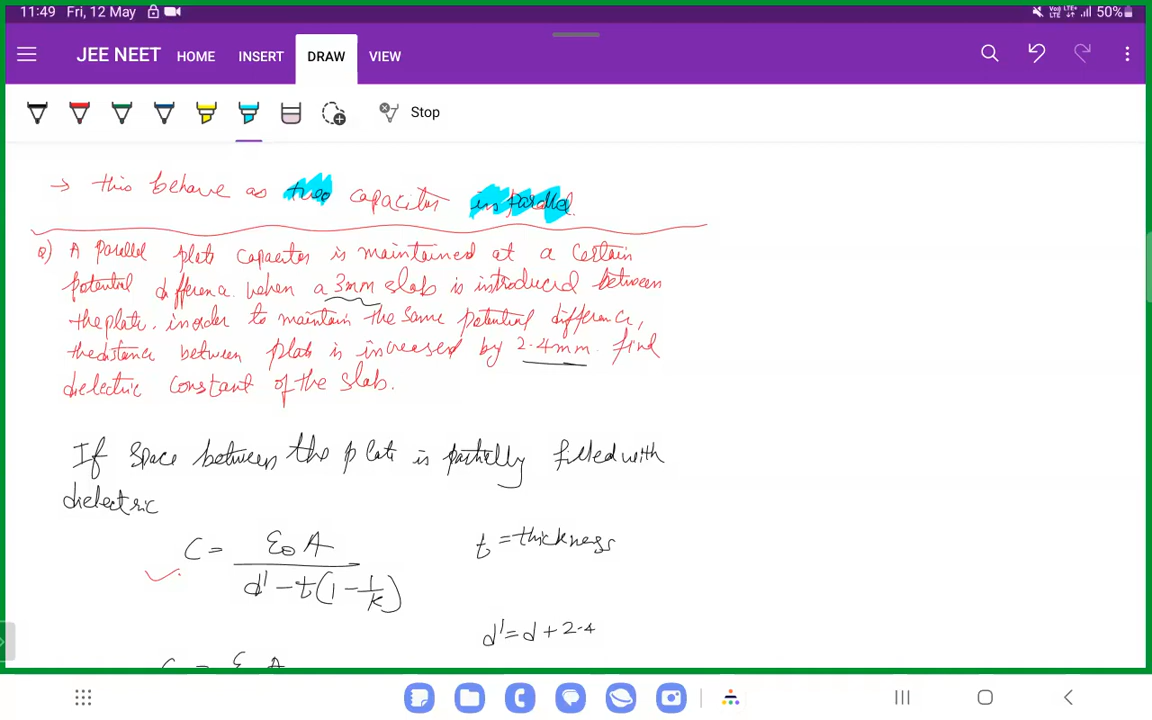 11:49 Fri, 12 May
50%
JEE NEET HOME INSERT DRAW VIEW
Stop
→ this behave as two capacitor in parallel.
Q) A parallel plate capacitor is maintained at a certain
potential difference. When a 3mm slab is introduced between
the plate. in order to maintain the same potential difference,
the distance between plate is increased by 2.4mm. find
dielectric constant of the slab.
If space between the plate is partially filled with
dielectric
C = ε₀A / d' - t(1 - 1/K)
t = thickness
d' = d + 2.4